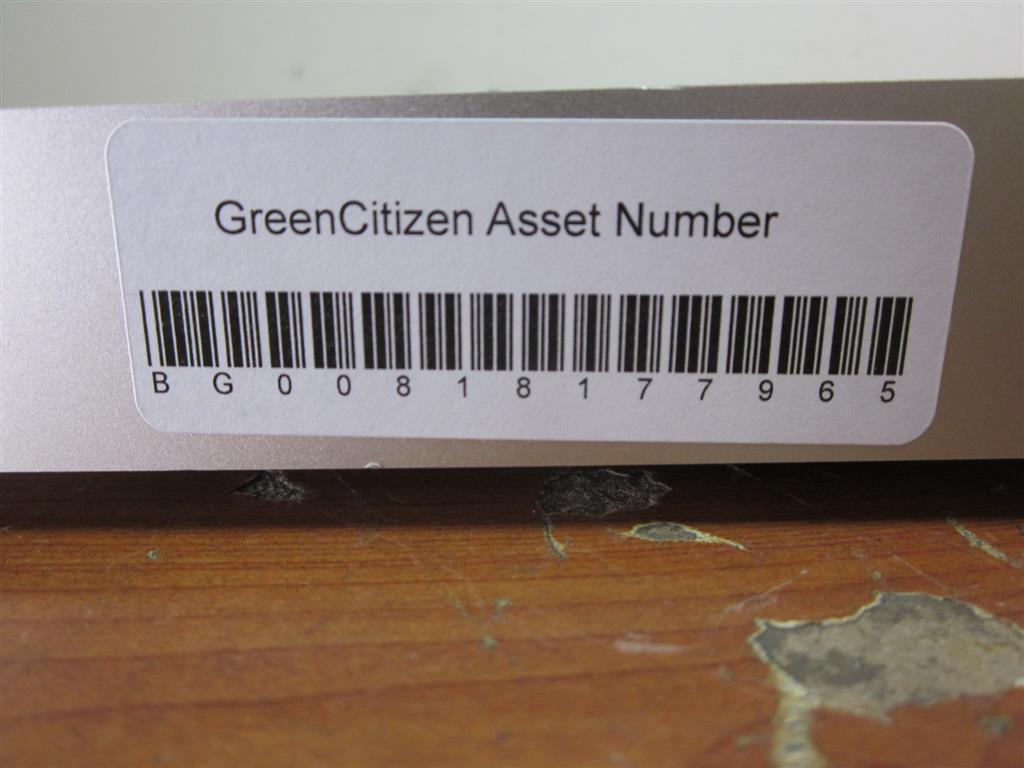 GreenCitizen Asset Number
B G 0 0 8 1 8 1 7 7 9 6 5